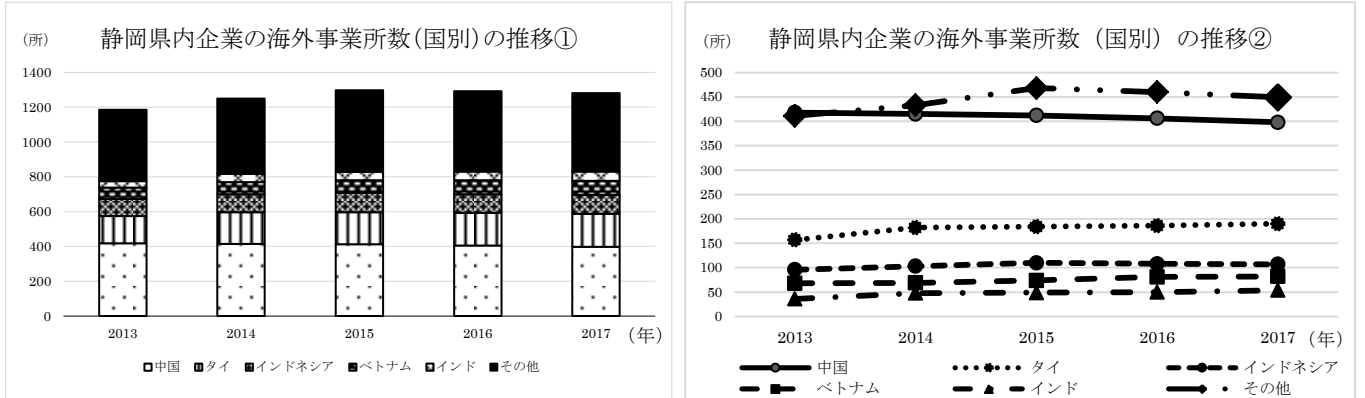 静岡県内企業の海外事業所数(国別)の推移①
(所)
1400
1200
1000
800
600
400
200
0
2013 2014 2015 2016 2017 (年)
中国 タイ インドネシア ベトナム インド その他
静岡県内企業の海外事業所数（国別）の推移②
(所)
500
450
400
350
300
250
200
150
100
50
0
2013 2014 2015 2016 2017 (年)
中国 タイ インドネシア
ベトナム インド その他